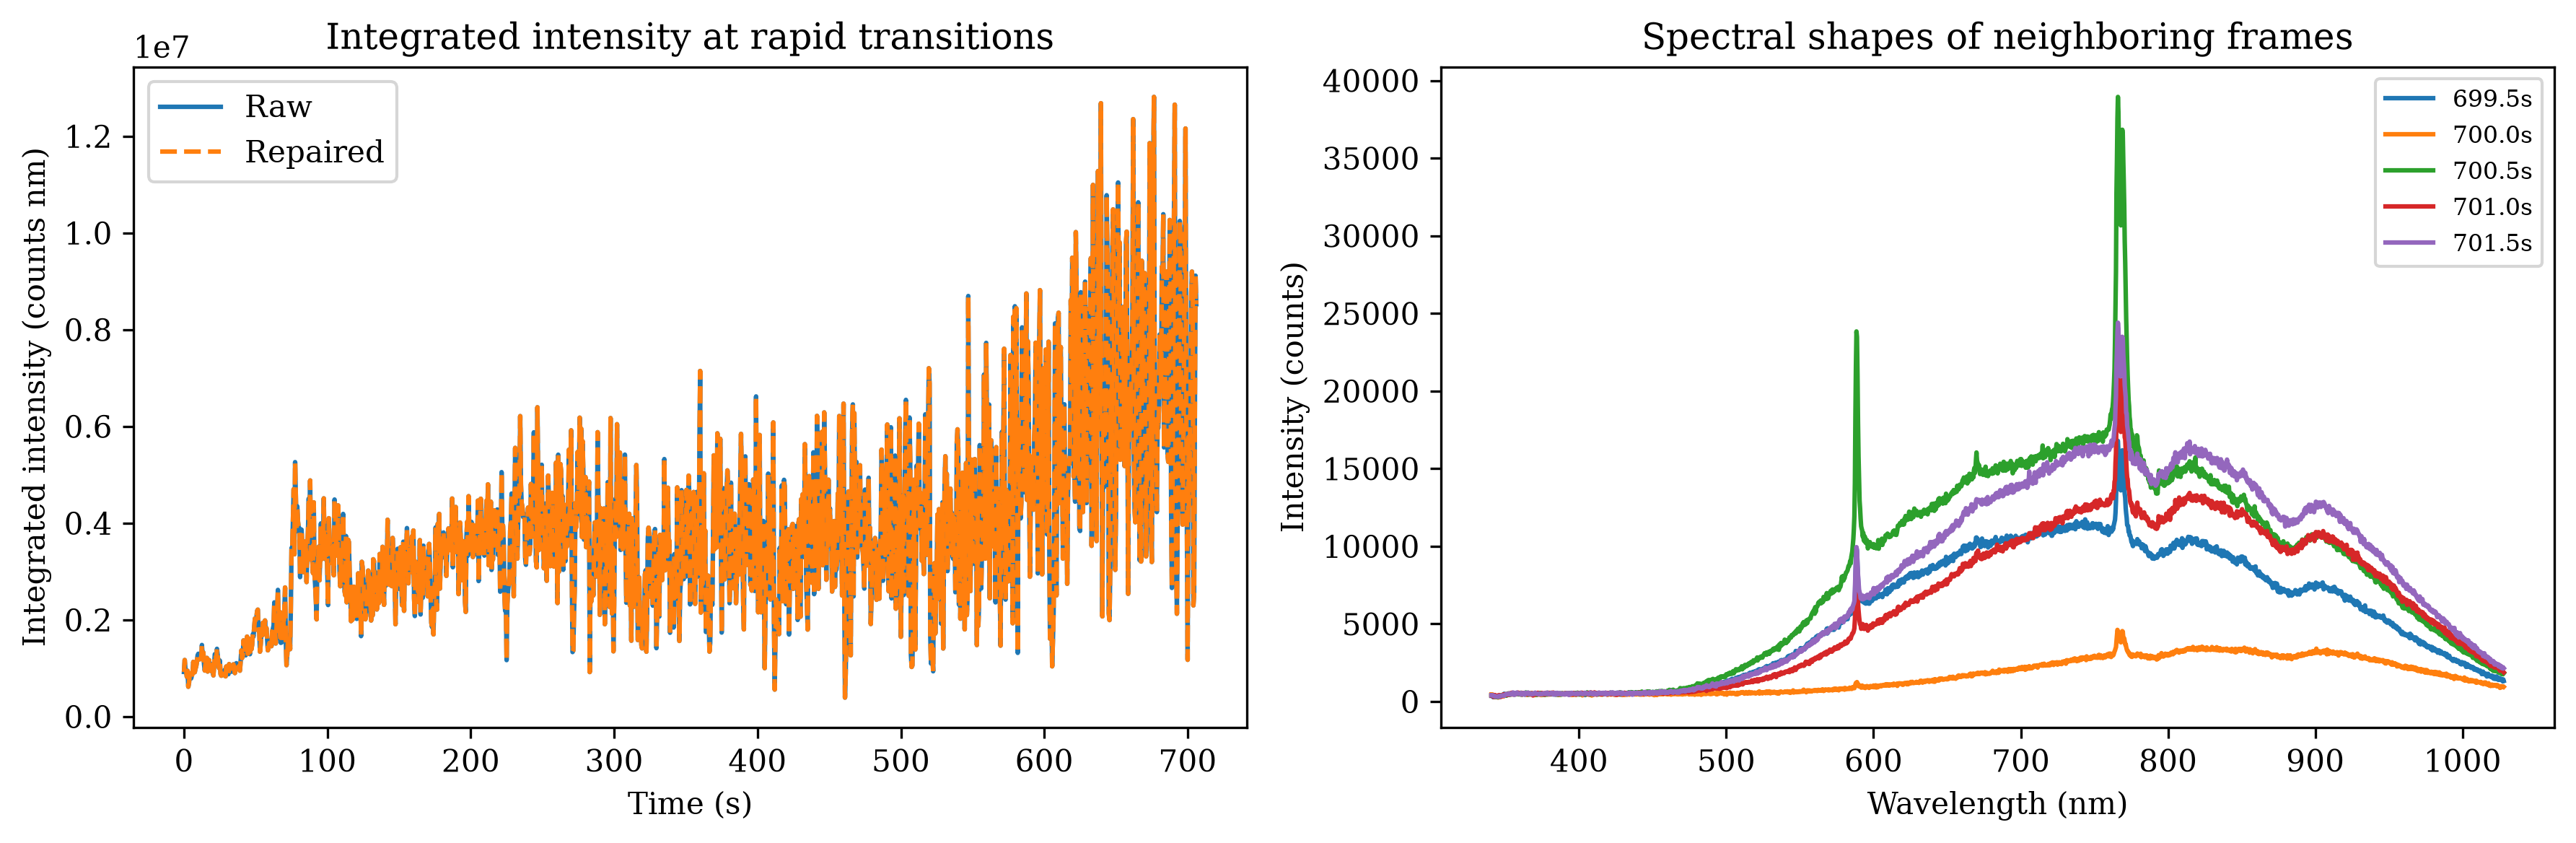 Integrated intensity at rapid transitions
1e7
Raw
Repaired
1.2
1.0
0.8
0.6
0.4
0.2
0.0
Integrated intensity (counts nm)
0 100 200 300 400 500 600 700
Time (s)
Spectral shapes of neighboring frames
40000
35000
30000
25000
20000
15000
10000
5000
0
Intensity (counts)
699.5s
700.0s
700.5s
701.0s
701.5s
400 500 600 700 800 900 1000
Wavelength (nm)